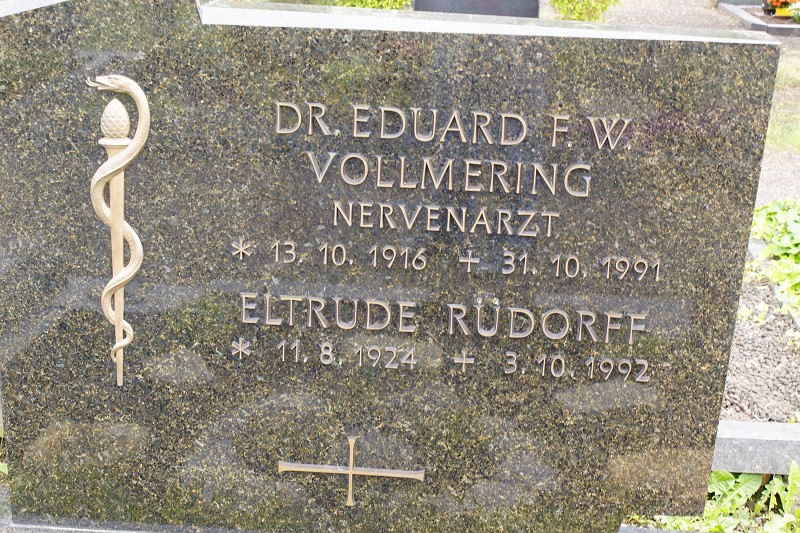 DR. EDUARD F. W.
VOLLMERING
NERVENARZT
* 13. 10. 1916 + 31. 10. 1991
ELTRUDE RÜDORFF
* 11. 8. 1924 + 3. 10. 1992